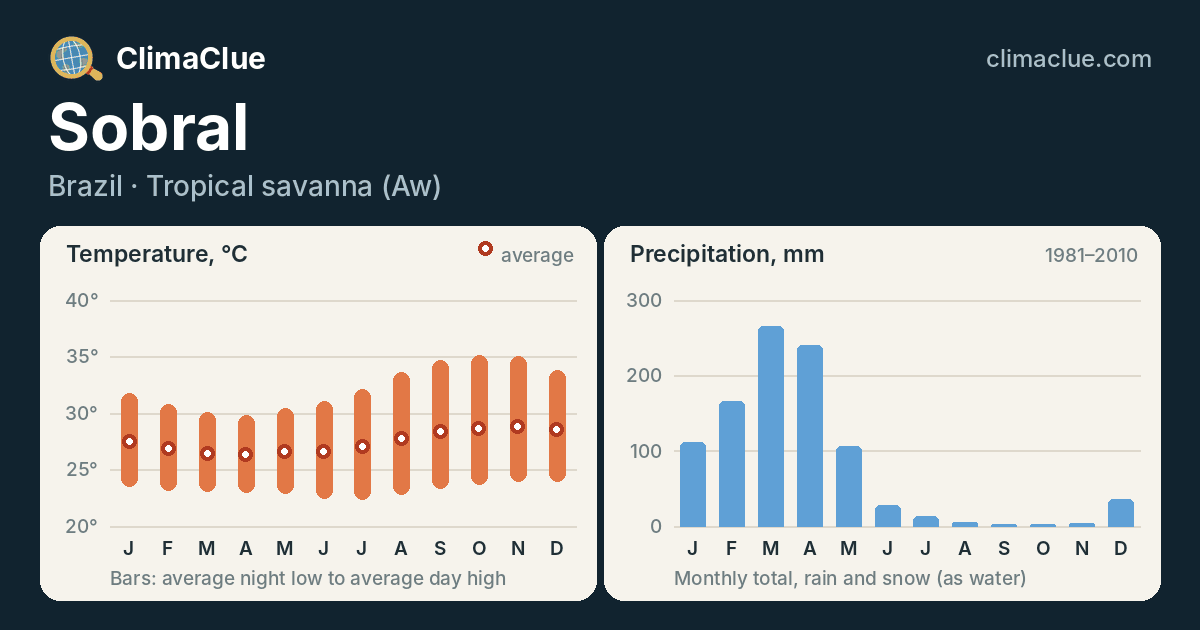 ClimaClue
climaclue.com
Sobral
Brazil · Tropical savanna (Aw)
Temperature, °C
average
40°
35°
30°
25°
20°
J F M A M J J A S O N D
Bars: average night low to average day high
Precipitation, mm
1981–2010
300
200
100
0
J F M A M J J A S O N D
Monthly total, rain and snow (as water)